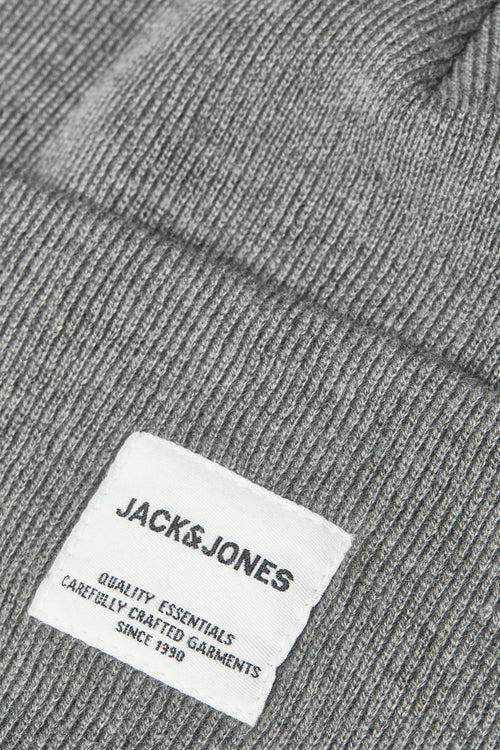 JACK&JONES
QUALITY ESSENTIALS
CAREFULLY CRAFTED GARMENTS
SINCE 1990